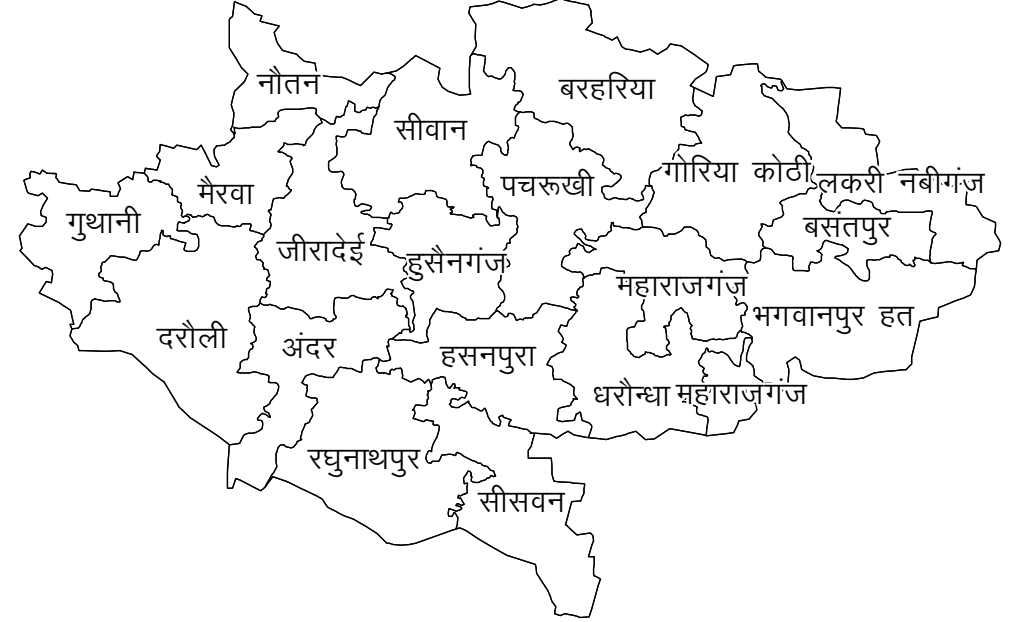 नौतन
बरहरिया
सीवान
गोरिया कोठी
लकरी नबीगंज
पचरूखी
मैरवा
गुथानी
बसंतपुर
जीरादेई
हुसैनगंज
महाराजगंज
भगवानपुर हत
दरौली
अंदर
हसनपुरा
धरौन्धा
महाराजगंज
रघुनाथपुर
सीसवन